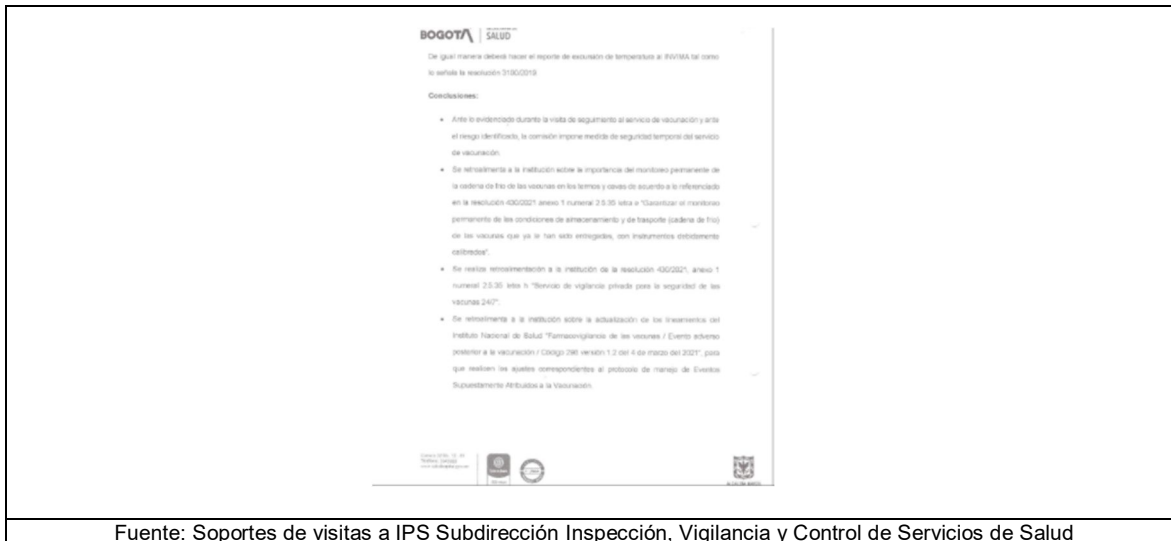 BOGOTÁ SALUD
De igual manera deberá hacer el reporte de excursión de temperatura al INVIMA tal como
lo señala la resolución
Conclusiones:
• Ante lo evidenciado durante la visita de seguimiento al servicio de vacunación y ante
el riesgo identificado, la comisión impone medida de seguridad temporal del servicio
de vacunación.
• Se retroalimenta a la institución sobre la importancia del monitoreo permanente de
la cadena de frio de las vacunas en los termos y cavas de acuerdo a lo referenciado
en la resolución 430/2021 anexo 1 numeral 2.5.35 letra e "Garantizar el monitoreo
permanente de las condiciones de almacenamiento y de trasporte (cadena de frio)
de las vacunas que ya le han sido entregadas, con instrumentos debidamente
calibrados".
• Se realiza retroalimentación a la institución de la resolución 430/2021, anexo 1
numeral 2.5.35 letra h "Servicio de vigilancia privada para la seguridad de las
vacunas 24/7".
• Se retroalimenta a la institución sobre la actualización de los lineamientos del
Instituto Nacional de Salud "Farmacovigilancia de las vacunas / Evento adverso
posterior a la vacunación / Código 298 versión 1.2 del 4 de marzo del 2021", para
que realicen los ajustes correspondientes al protocolo de manejo de Eventos
Supuestamente Atribuidos a la Vacunación.
Fuente: Soportes de visitas a IPS Subdirección Inspección, Vigilancia y Control de Servicios de Salud